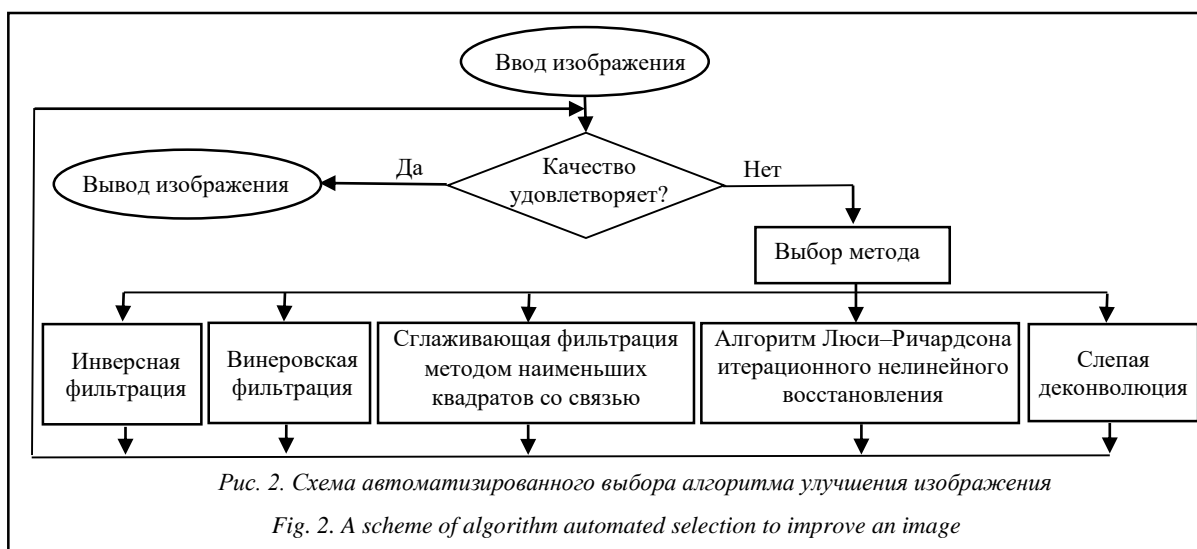 Ввод изображения
Да
Качество
удовлетворяет?
Нет
Вывод изображения
Выбор метода
Инверсная
фильтрация
Винеровская
фильтрация
Сглаживающая фильтрация
методом наименьших
квадратов со связью
Алгоритм Люси–Ричардсона
итерационного нелинейного
восстановления
Слепая
деконволюция
Рис. 2. Схема автоматизированного выбора алгоритма улучшения изображения
Fig. 2. A scheme of algorithm automated selection to improve an image